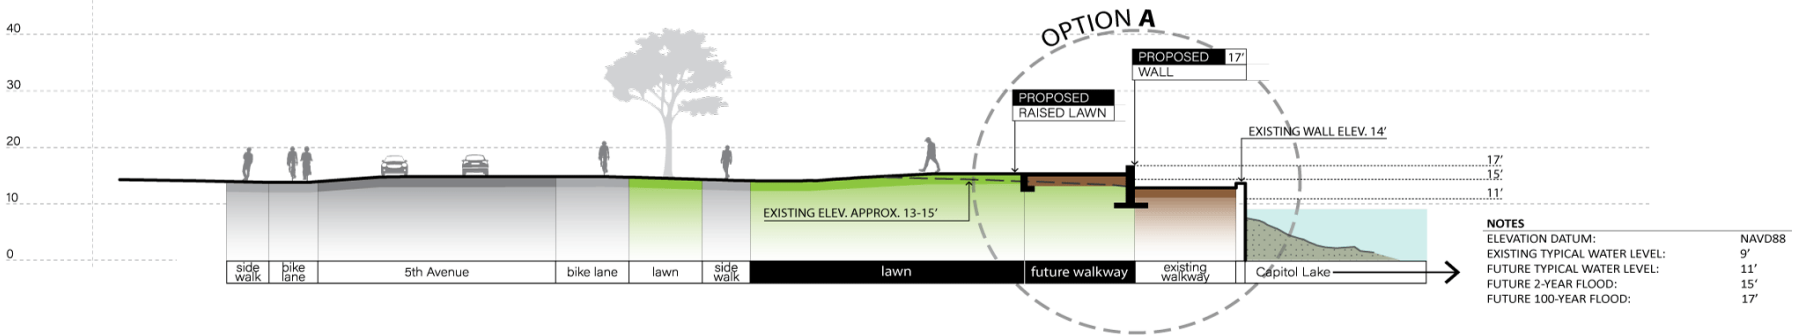 OPTION A
40
30
20
10
0
PROPOSED 17'
WALL
PROPOSED
RAISED LAWN
EXISTING WALL ELEV. 14'
17'
15'
11'
EXISTING ELEV. APPROX. 13-15'
side
walk
bike
lane
5th Avenue
bike lane
lawn
side
walk
lawn
future walkway
existing
walkway
Capitol Lake
NOTES
ELEVATION DATUM: NAVD88
EXISTING TYPICAL WATER LEVEL: 9'
FUTURE TYPICAL WATER LEVEL: 11'
FUTURE 2-YEAR FLOOD: 15'
FUTURE 100-YEAR FLOOD: 17'